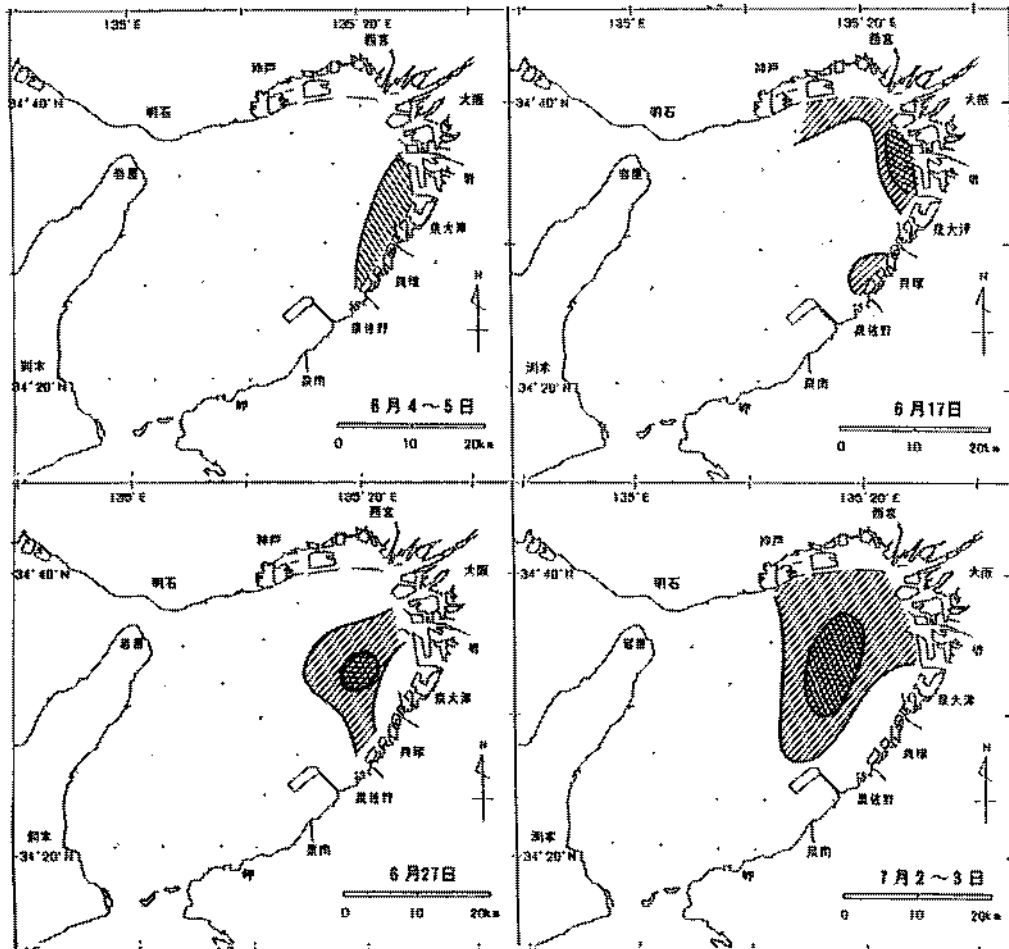 135°E
135°20'E
西宮
神戸
34°40'N
明石
大阪
岩屋
堺
泉大津
貝塚
N
泉佐野
洲本
34°20'N
泉南
岬
6月4～5日
0 10 20km
135°E
135°20'E
西宮
神戸
34°40'N
明石
大阪
岩屋
堺
泉大津
貝塚
N
泉佐野
洲本
34°20'N
泉南
岬
6月17日
0 10 20km
135°E
135°20'E
西宮
神戸
34°40'N
明石
大阪
岩屋
堺
泉大津
貝塚
N
泉佐野
洲本
34°20'N
泉南
岬
6月27日
0 10 20km
135°E
135°20'E
西宮
神戸
34°40'N
明石
大阪
岩屋
堺
泉大津
貝塚
N
泉佐野
洲本
34°20'N
泉南
岬
7月2～3日
0 10 20km